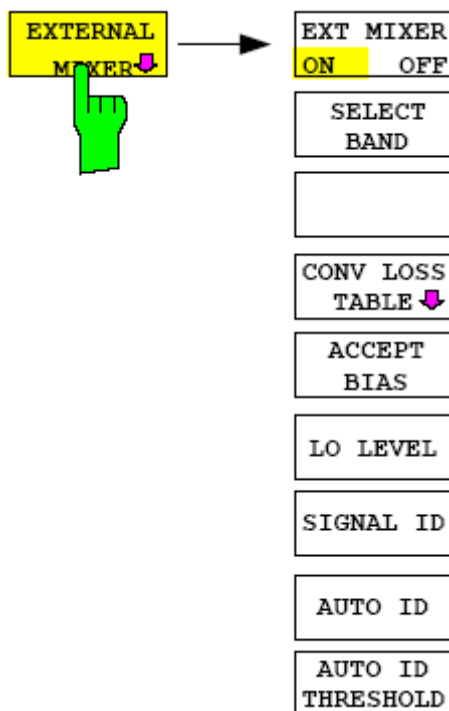 EXTERNAL
MIXER
EXT MIXER
ON OFF
SELECT
BAND
CONV LOSS
TABLE
ACCEPT
BIAS
LO LEVEL
SIGNAL ID
AUTO ID
AUTO ID
THRESHOLD